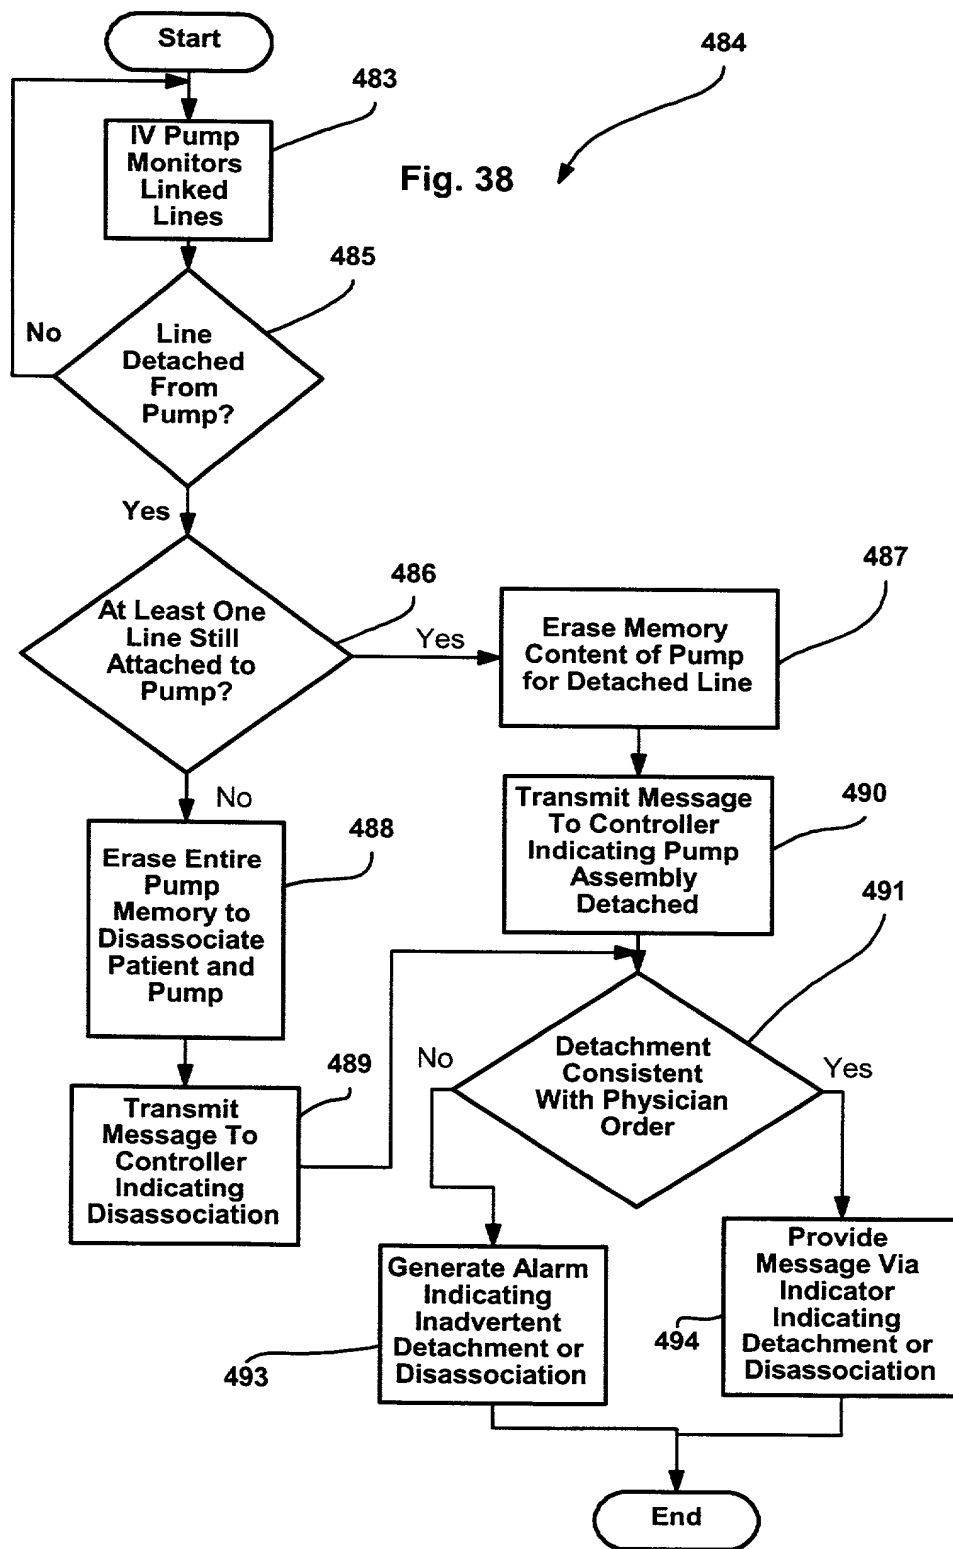 Start
484
483
IV Pump
Monitors
Linked
Lines
Fig. 38
485
No
Line
Detached
From
Pump?
Yes
486
487
At Least One
Line Still
Attached to
Pump?
Yes
Erase Memory
Content of Pump
for Detached Line
No
488
490
Transmit Message
To Controller
Indicating Pump
Assembly
Detached
Erase Entire
Pump
Memory to
Disassociate
Patient and
Pump
491
489
No
Detachment
Consistent
With Physician
Order
Yes
Transmit
Message To
Controller
Indicating
Disassociation
Generate Alarm
Indicating
Inadvertent
Detachment or
Disassociation
493
Provide
Message Via
Indicator
Indicating
Detachment or
Disassociation
494
End